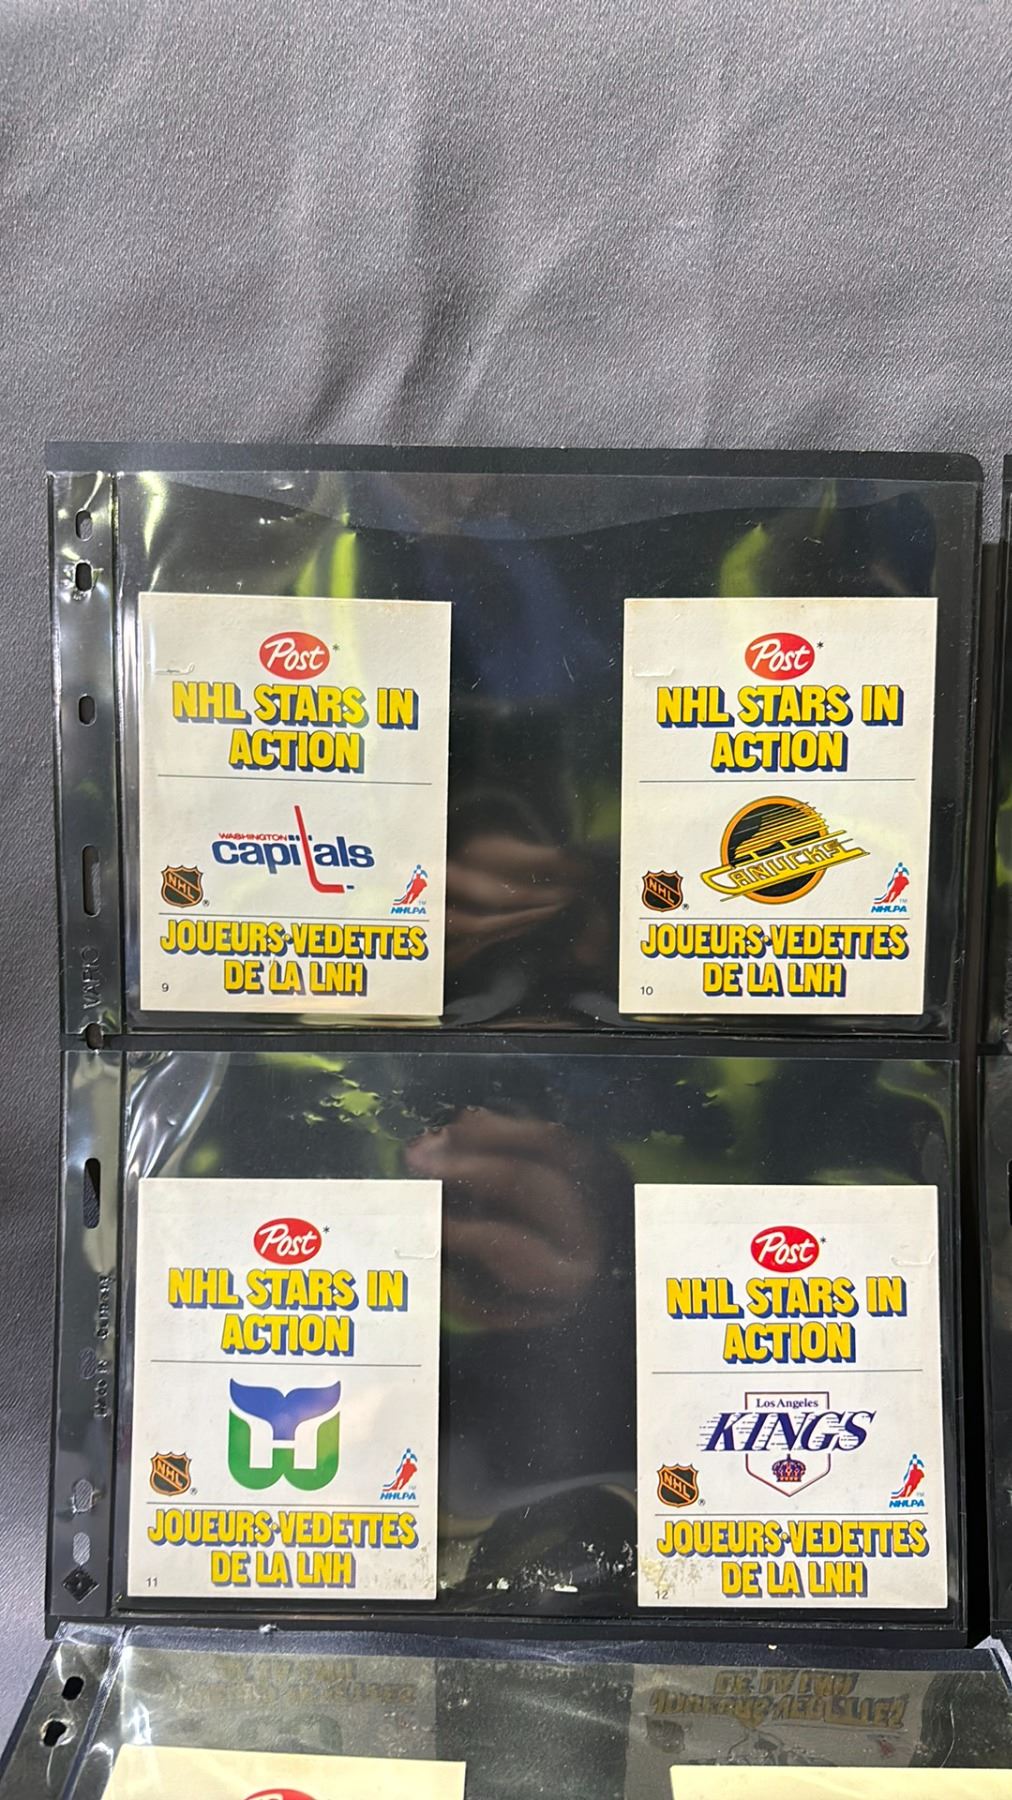 Post*
NHL STARS IN
ACTION
WASHINGTON
capitals
NHL
NHLPA
JOUEURS•VEDETTES
DE LA LNH
9
Post*
NHL STARS IN
ACTION
CANUCKS
NHL
NHLPA
JOUEURS•VEDETTES
DE LA LNH
10
VARIO
Post*
NHL STARS IN
ACTION
NHL
NHLPA
JOUEURS•VEDETTES
DE LA LNH
11
Post*
NHL STARS IN
ACTION
Los Angeles
KINGS
NHL
NHLPA
JOUEURS•VEDETTES
DE LA LNH
12